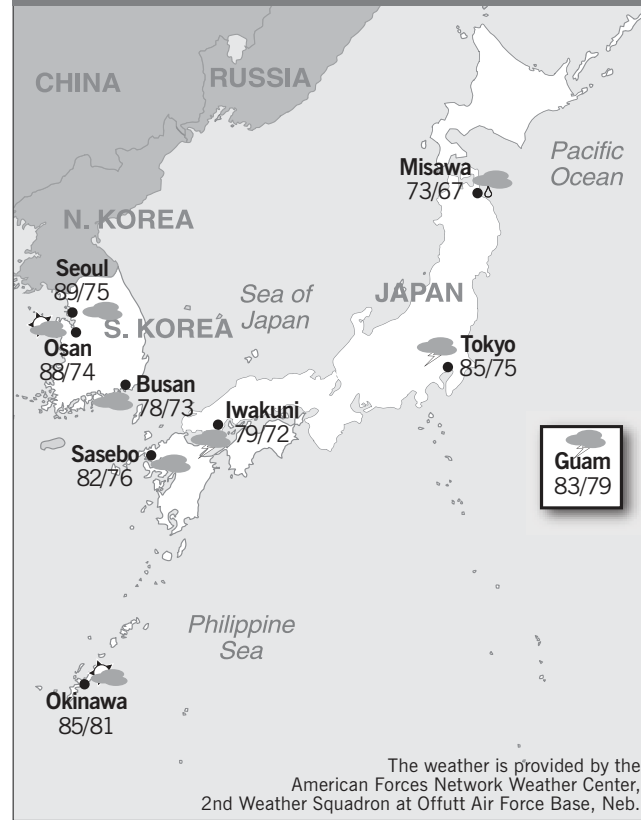 CHINA
RUSSIA
Pacific
Ocean
Misawa
73/67
N. KOREA
Seoul
89/75
Sea of
Japan
JAPAN
S. KOREA
Osan
88/74
Tokyo
85/75
Busan
78/73
Iwakuni
79/72
Sasebo
82/76
Guam
83/79
Philippine
Sea
Okinawa
85/81
The weather is provided by the
American Forces Network Weather Center,
2nd Weather Squadron at Offutt Air Force Base, Neb.